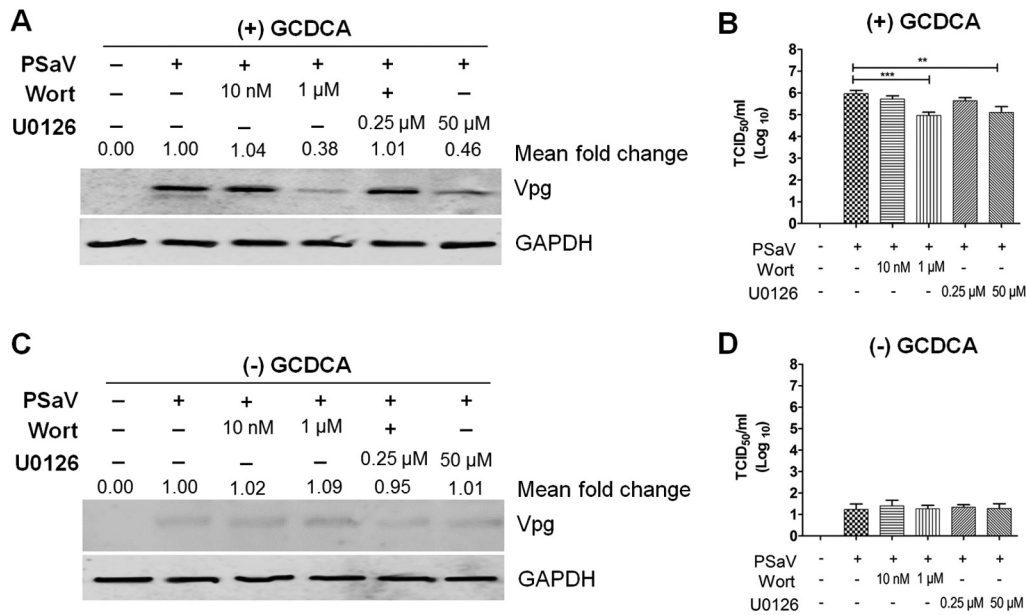 A
(+) GCDCA
PSaV – + + + + +
Wort – – 10 nM 1 µM + –
U0126 – – – – 0.25 µM 50 µM
0.00 1.00 1.04 0.38 1.01 0.46 Mean fold change
Vpg
GAPDH
B
(+) GCDCA
**
***
8
7
6
5
4
3
2
1
0
TCID50/ml
(Log 10)
PSaV - + + + + +
Wort - - 10 nM 1 µM - -
U0126 - - - - 0.25 µM 50 µM
C
(-) GCDCA
PSaV – + + + + +
Wort – – 10 nM 1 µM + –
U0126 – – – – 0.25 µM 50 µM
0.00 1.00 1.02 1.09 0.95 1.01 Mean fold change
Vpg
GAPDH
D
(-) GCDCA
8
7
6
5
4
3
2
1
0
TCID50/ml
(Log 10)
PSaV - + + + + +
Wort - - 10 nM 1 µM - -
U0126 - - - - 0.25 µM 50 µM